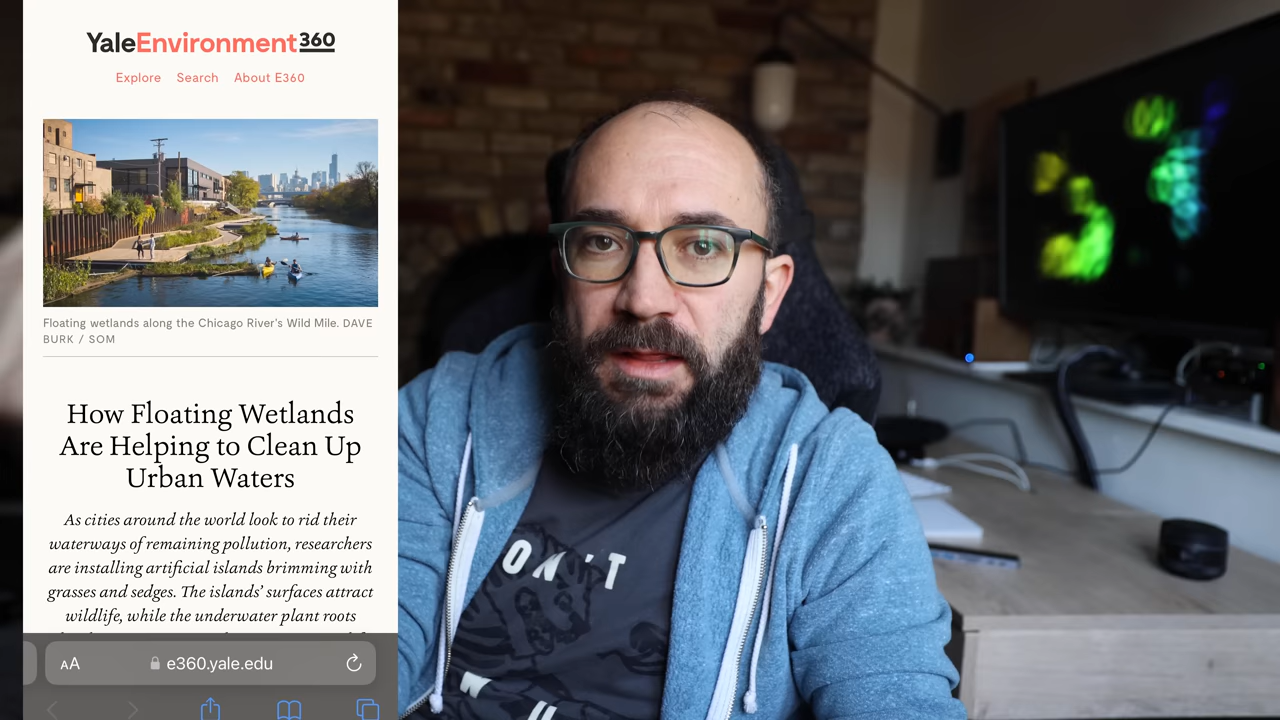 YaleEnvironment360
Explore Search About E360
Floating wetlands along the Chicago River's Wild Mile. DAVE
BURK / SOM
How Floating Wetlands
Are Helping to Clean Up
Urban Waters
As cities around the world look to rid their
waterways of remaining pollution, researchers
are installing artificial islands brimming with
grasses and sedges. The islands' surfaces attract
wildlife, while the underwater plant roots
AA e360.yale.edu
ON'T